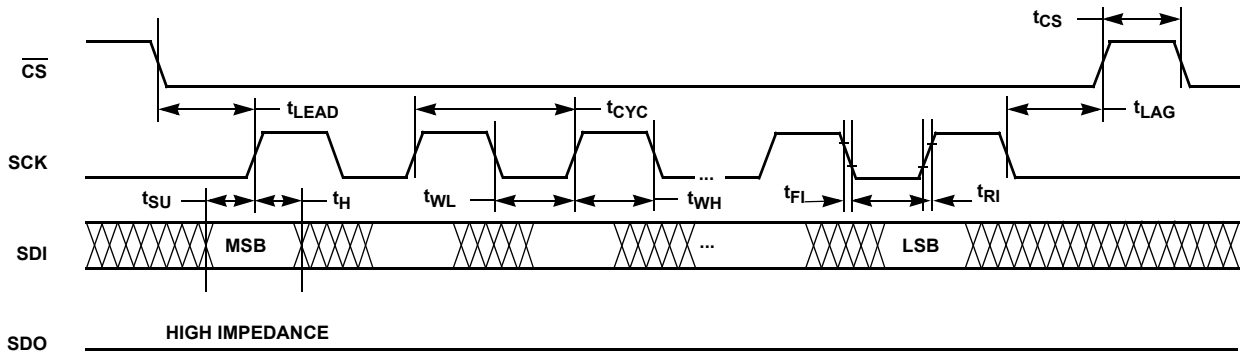 tCS
CS
tLEAD
tCYC
tLAG
SCK
...
tSU
tH
tWL
tWH
tFI
tRI
SDI
MSB
...
LSB
HIGH IMPEDANCE
SDO